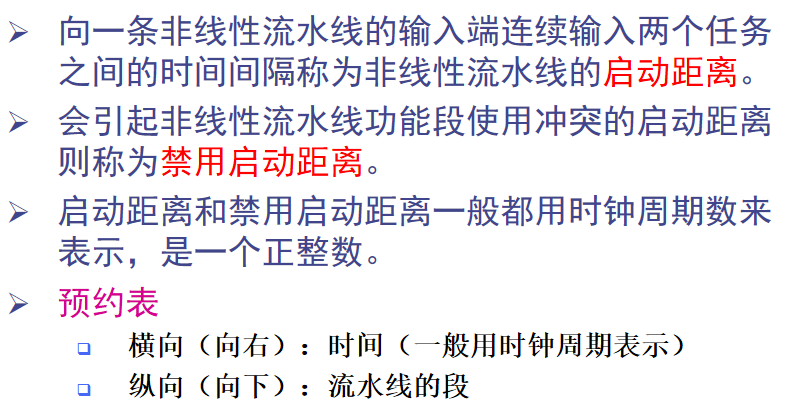 向一条非线性流水线的输入端连续输入两个任务
之间的时间间隔称为非线性流水线的启动距离。
会引起非线性流水线功能段使用冲突的启动距离
则称为禁用启动距离。
启动距离和禁用启动距离一般都用时钟周期数来
表示，是一个正整数。
预约表
横向（向右）：时间（一般用时钟周期表示）
纵向（向下）：流水线的段